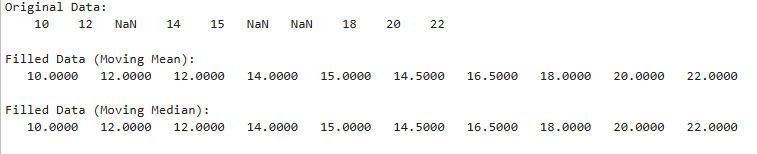 Original Data:
10 12 NaN 14 15 NaN NaN 18 20 22
Filled Data (Moving Mean):
10.0000 12.0000 12.0000 14.0000 15.0000 14.5000 16.5000 18.0000 20.0000 22.0000
Filled Data (Moving Median):
10.0000 12.0000 12.0000 14.0000 15.0000 14.5000 16.5000 18.0000 20.0000 22.0000